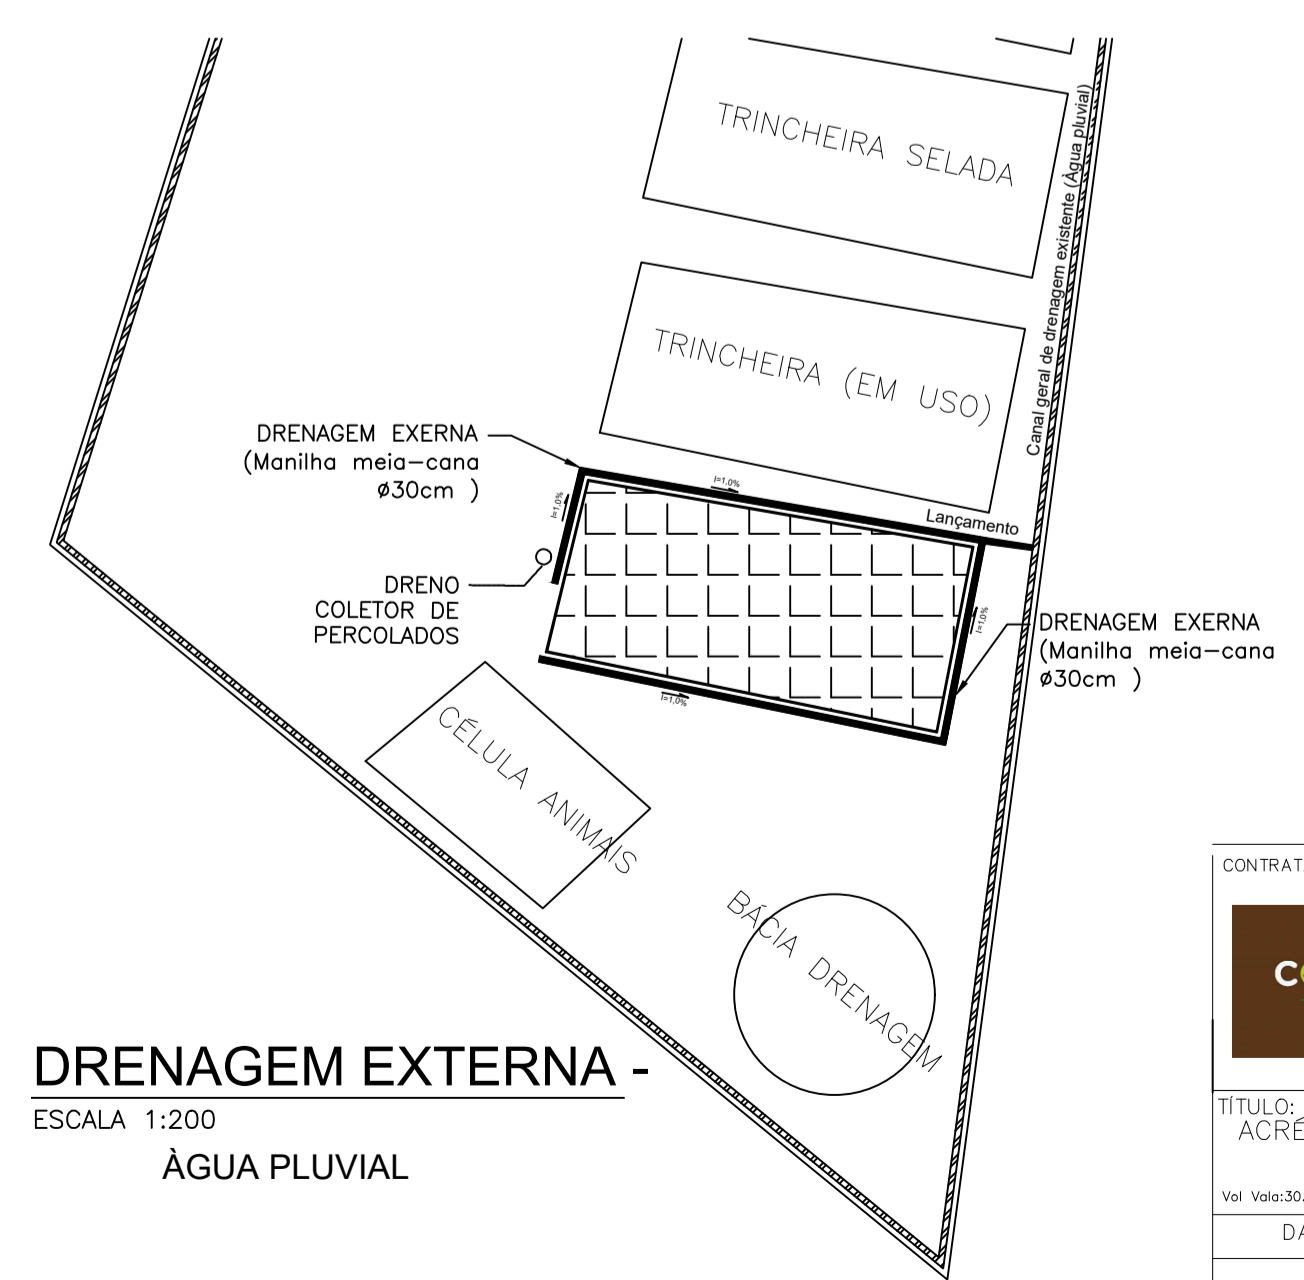 TRINCHEIRA SELADA
Canal geral de drenagem existente (Àgua pluvial)
TRINCHEIRA (EM USO)
DRENAGEM EXERNA
(Manilha meia-cana
ø30cm )
I=1,0%
I=1,0%
Lançamento
DRENO
COLETOR DE
PERCOLADOS
I=1,0%
DRENAGEM EXERNA
(Manilha meia-cana
ø30cm )
I=1,0%
CÉLULA ANIMAIS
BÁCIA DRENAGEM
DRENAGEM EXTERNA -
ESCALA 1:200
ÀGUA PLUVIAL
CONTRAT
TÍTULO:
ACRÉ
Vol Vala:30.
DA